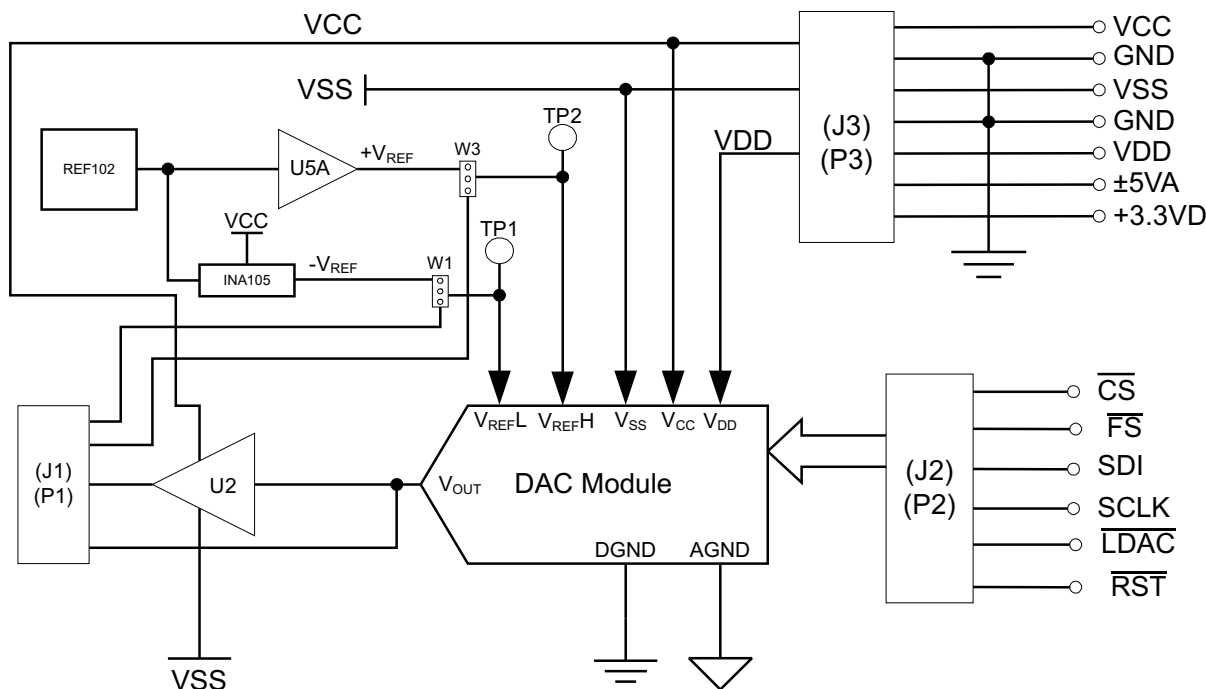 VCC
VCC
GND
VSS
VSS
TP2
(J3)
(P3)
GND
REF102
U5A
+VREF
W3
VDD
VDD
±5VA
+3.3VD
VCC
TP1
INA105
-VREF
W1
CS
VREFL
VREFH
VSS
VCC
VDD
FS
(J1)
(P1)
U2
VOUT
DAC Module
(J2)
(P2)
SDI
SCLK
LDAC
DGND
AGND
RST
VSS